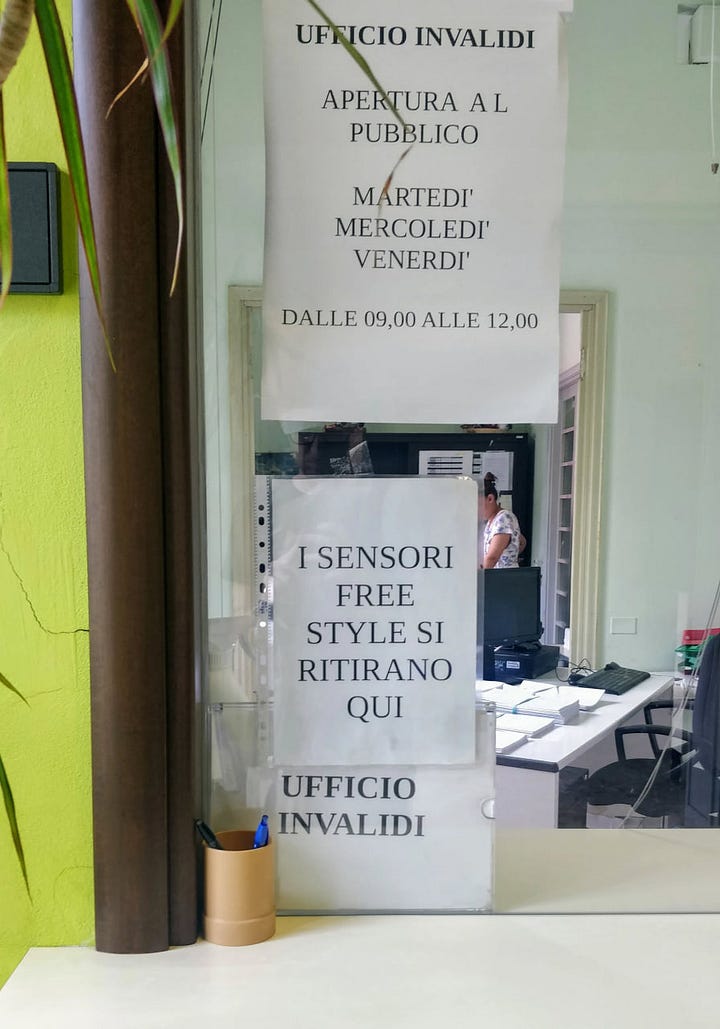 UFFICIO INVALIDI
APERTURA A L
PUBBLICO
MARTEDI'
MERCOLEDI'
VENERDI'
DALLE 09,00 ALLE 12,00
I SENSORI
FREE
STYLE SI
RITIRANO
QUI
UFFICIO
INVALIDI